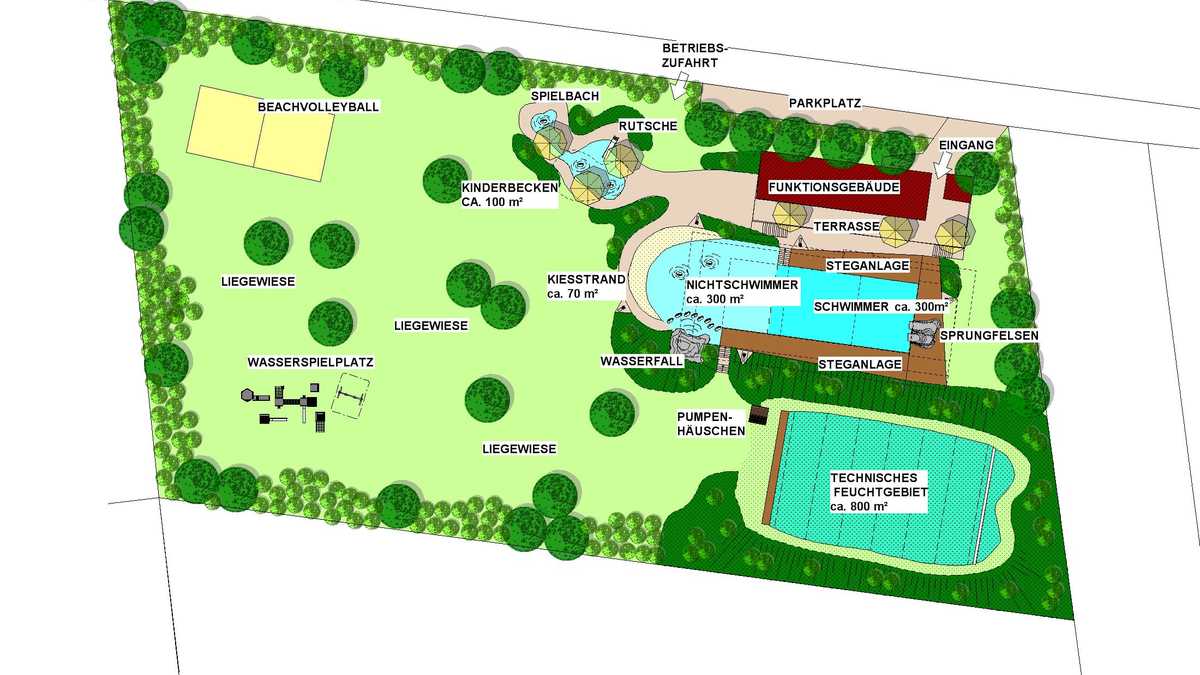 BETRIEBS-
ZUFAHRT
SPIELBACH
PARKPLATZ
BEACHVOLLEYBALL
RUTSCHE
EINGANG
KINDERBECKEN
CA. 100 m²
FUNKTIONSGEBÄUDE
TERRASSE
STEGANLAGE
KIESSTRAND
ca. 70 m²
NICHTSCHWIMMER
ca. 300 m²
LIEGEWIESE
SCHWIMMER ca. 300m²
LIEGEWIESE
SPRUNGFELSEN
WASSERSPIELPLATZ
WASSERFALL
STEGANLAGE
PUMPEN-
HÄUSCHEN
LIEGEWIESE
TECHNISCHES
FEUCHTGEBIET
ca. 800 m²